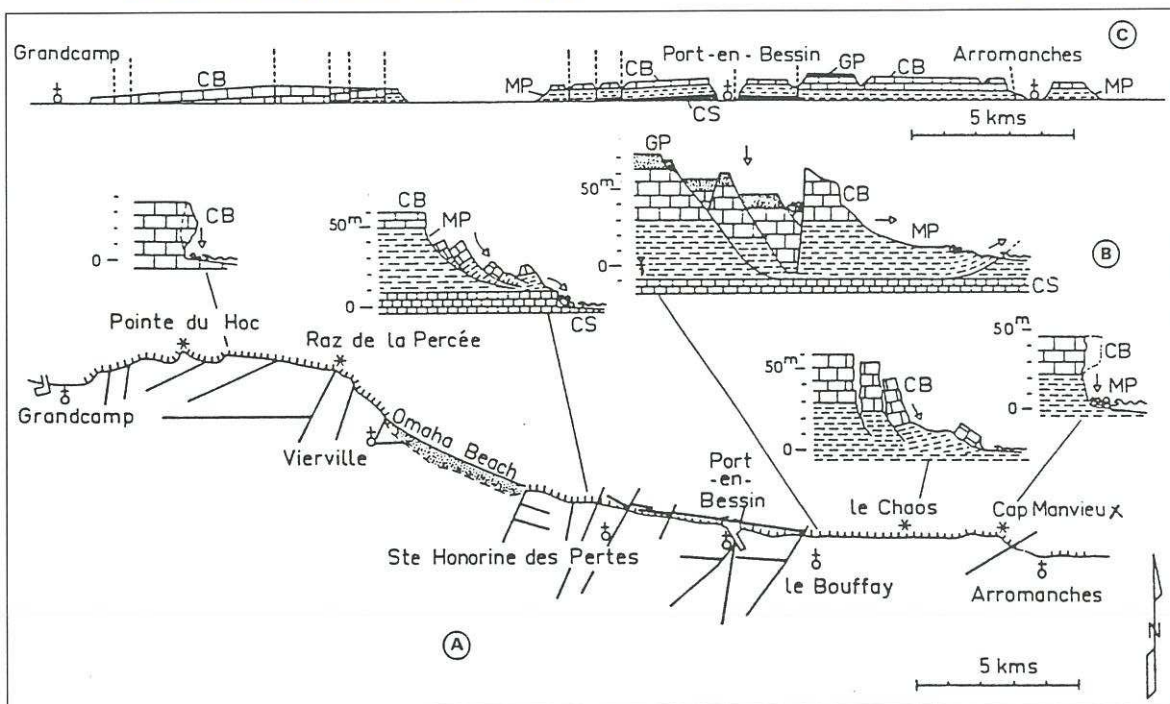 C
Grandcamp
CB
MP
CB
Port-en-Bessin
GP
CB
Arromanches
MP
CS
5 kms
CB
0
CB
MP
50m
0
CS
GP
50m
0
CB
MP
CS
B
50m
0
CB
50m
0
CB
MP
Pointe du Hoc
Raz de la Percée
Grandcamp
Vierville
Omaha Beach
Ste Honorine des Pertes
Port
-en-
Bessin
le Bouffay
le Chaos
Cap Manvieux
Arromanches
A
5 kms
N